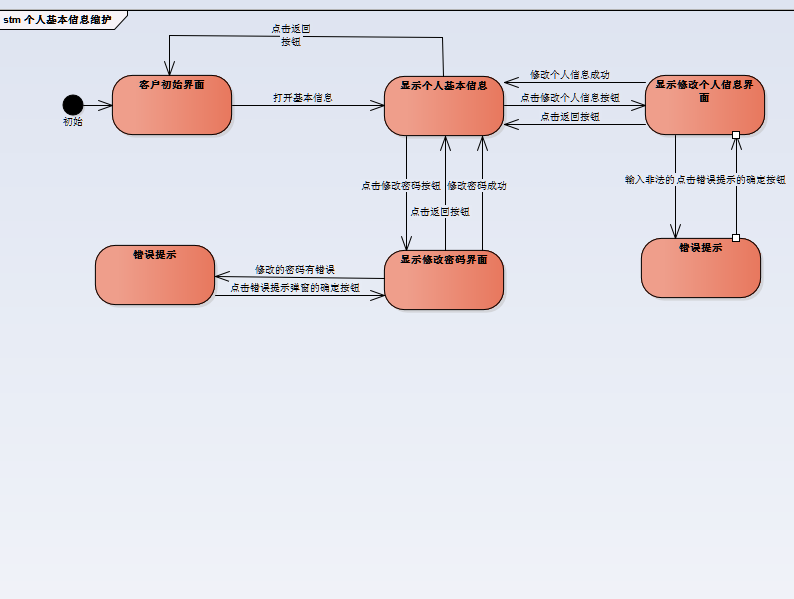 stm 个人基本信息维护
点击返回
按钮
客户初始界面
初始
打开基本信息
显示个人基本信息
修改个人信息成功
点击修改个人信息按钮
点击返回按钮
显示修改个人信息界
面
点击修改密码按钮
修改密码成功
点击返回按钮
输入非法的
点击错误提示的确定按钮
错误提示
修改的密码有错误
点击错误提示弹窗的确定按钮
显示修改密码界面
错误提示